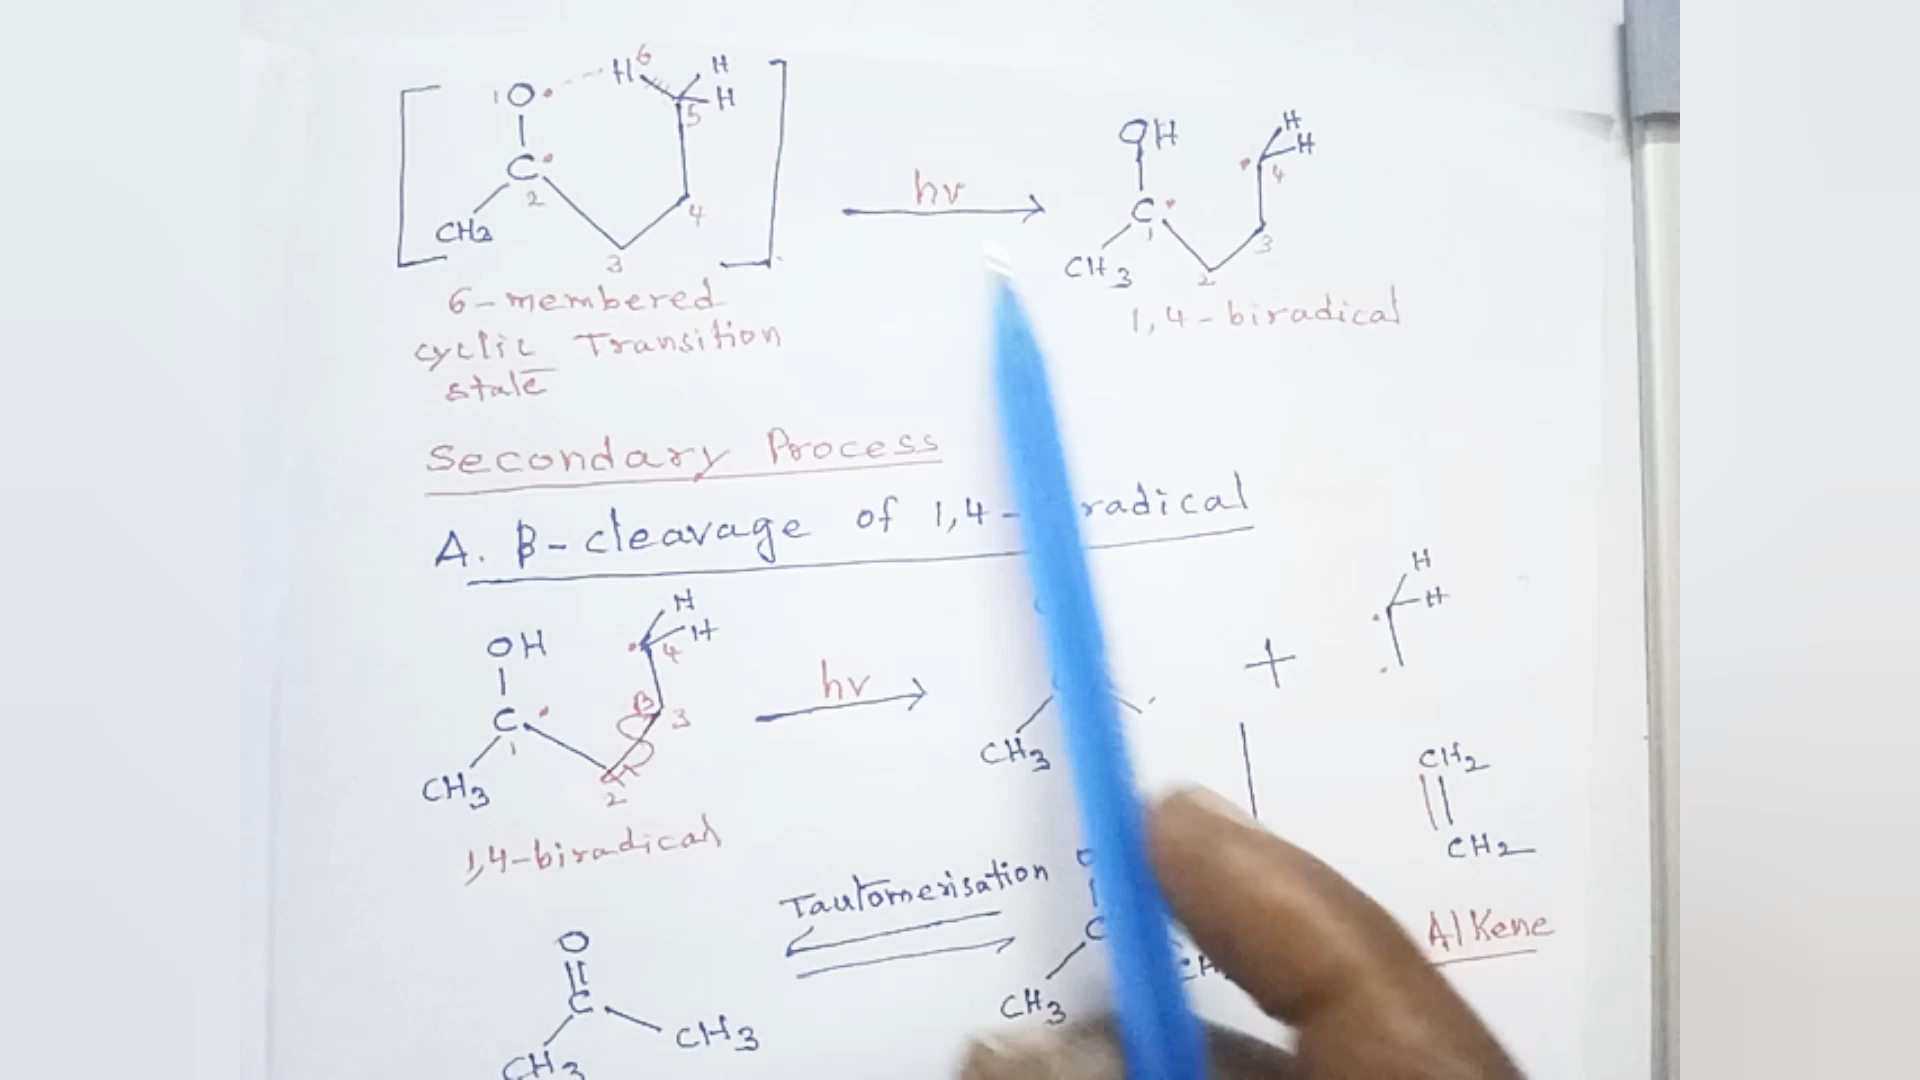 H 6 H
1 O H
5
C
2 4
CH3
3
6-membered
cyclic Transition
state
hν
OH H
H
4
C
1 3
CH3
2
1,4-biradical
Secondary Process
A. β-cleavage of 1,4- radical
H
OH H
4
C β 3
1
CH3
2
1,4-biradical
hν
CH3
+
H
H
CH2
CH2
Alkene
Tautomerisation
O
C
CH3
CH3
C
CH3